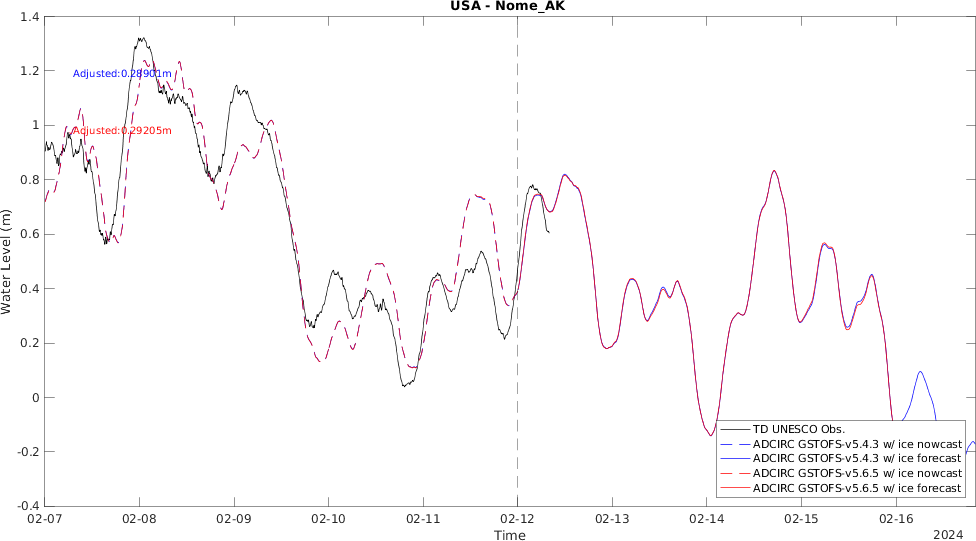 USA - Nome_AK
1.4
1.2
1
0.8
0.6
0.4
0.2
0
-0.2
-0.4
Water Level (m)
Adjusted:0.28901m
Adjusted:0.29205m
TD UNESCO Obs.
ADCIRC GSTOFS-v5.4.3 w/ ice nowcast
ADCIRC GSTOFS-v5.4.3 w/ ice forecast
ADCIRC GSTOFS-v5.6.5 w/ ice nowcast
ADCIRC GSTOFS-v5.6.5 w/ ice forecast
02-07 02-08 02-09 02-10 02-11 02-12 02-13 02-14 02-15 02-16
Time
2024